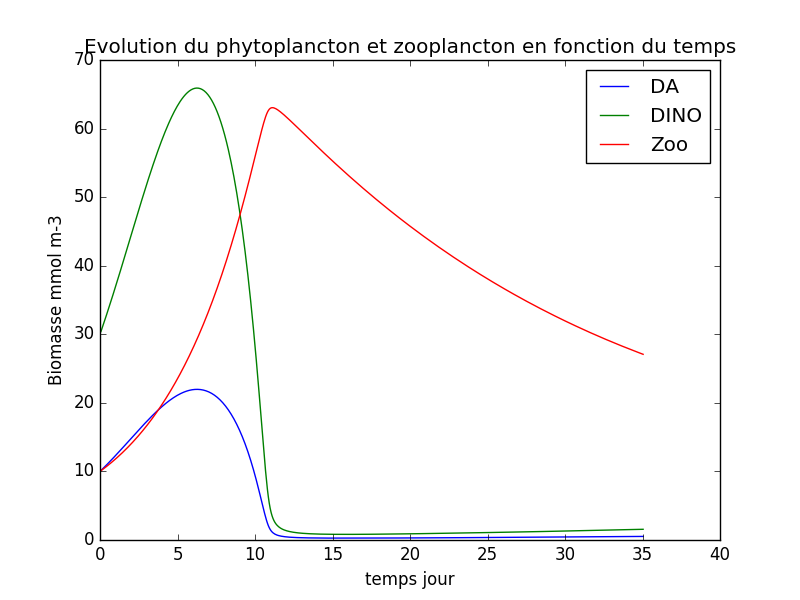 Evolution du phytoplancton et zooplancton en fonction du temps
70
60
50
40
30
20
10
0
Biomasse mmol m-3
DA
DINO
Zoo
0 5 10 15 20 25 30 35 40
temps jour